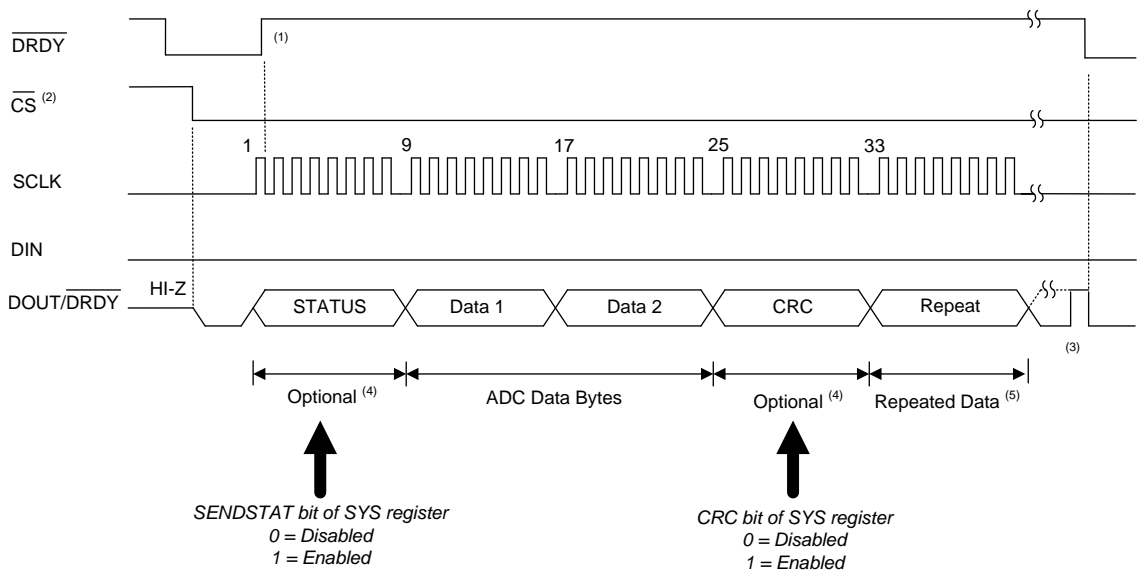 DRDY
(1)
CS (2)
1 9 17 25 33
SCLK
DIN
HI-Z
DOUT/DRDY
STATUS Data 1 Data 2 CRC Repeat
(3)
Optional (4) ADC Data Bytes Optional (4) Repeated Data (5)
SENDSTAT bit of SYS register
0 = Disabled
1 = Enabled
CRC bit of SYS register
0 = Disabled
1 = Enabled